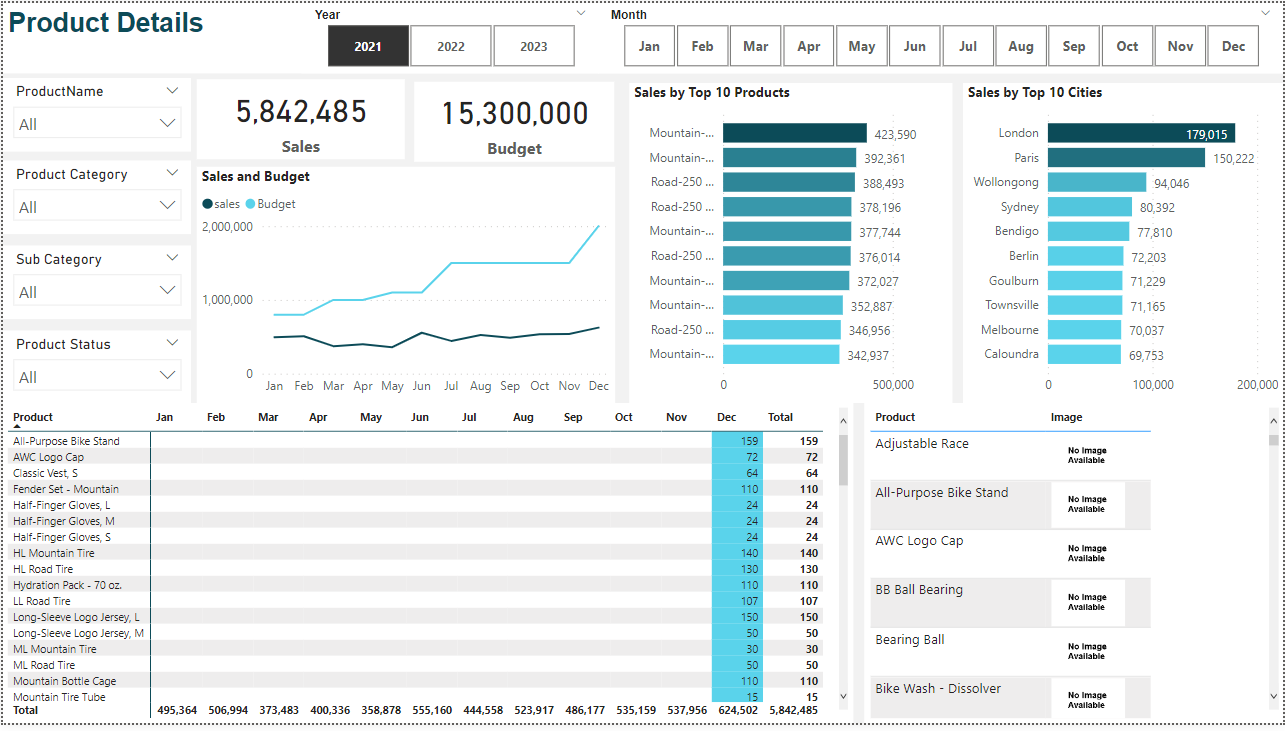 Product Details
Year
2021 2022 2023
Month
Jan Feb Mar Apr May Jun Jul Aug Sep Oct Nov Dec
ProductName
All
Product Category
All
Sub Category
All
Product Status
All
5,842,485
Sales
15,300,000
Budget
Sales and Budget
sales Budget
2,000,000
1,000,000
0
Jan Feb Mar Apr May Jun Jul Aug Sep Oct Nov Dec
Sales by Top 10 Products
Mountain-... 423,590
Mountain-... 392,361
Road-250 ... 388,493
Road-250 ... 378,196
Mountain-... 377,744
Road-250 ... 376,014
Mountain-... 372,027
Mountain-... 352,887
Road-250 ... 346,956
Mountain-... 342,937
0 500,000
Sales by Top 10 Cities
London 179,015
Paris 150,222
Wollongong 94,046
Sydney 80,392
Bendigo 77,810
Berlin 72,203
Goulburn 71,229
Townsville 71,165
Melbourne 70,037
Caloundra 69,753
0 100,000 200,000
Product Jan Feb Mar Apr May Jun Jul Aug Sep Oct Nov Dec Total
All-Purpose Bike Stand 159 159
AWC Logo Cap 72 72
Classic Vest, S 64 64
Fender Set - Mountain 110 110
Half-Finger Gloves, L 24 24
Half-Finger Gloves, M 24 24
Half-Finger Gloves, S 24 24
HL Mountain Tire 140 140
HL Road Tire 130 130
Hydration Pack - 70 oz. 110 110
LL Road Tire 107 107
Long-Sleeve Logo Jersey, L 150 150
Long-Sleeve Logo Jersey, M 50 50
ML Mountain Tire 30 30
ML Road Tire 50 50
Mountain Bottle Cage 110 110
Mountain Tire Tube 15 15
Total 495,364 506,994 373,483 400,336 358,878 555,160 444,558 523,917 486,177 535,159 537,956 624,502 5,842,485
Product Image
Adjustable Race No Image
Available
All-Purpose Bike Stand No Image
Available
AWC Logo Cap No Image
Available
BB Ball Bearing No Image
Available
Bearing Ball No Image
Available
Bike Wash - Dissolver No Image
Available